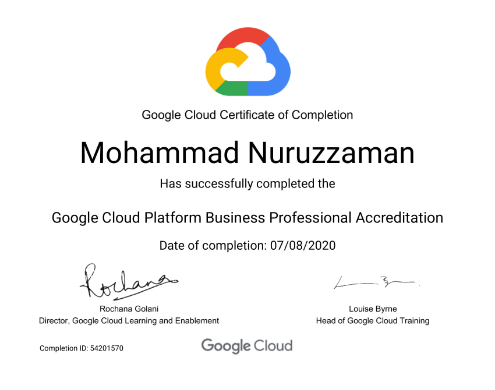 Google Cloud Certificate of Completion
Mohammad Nuruzzaman
Has successfully completed the
Google Cloud Platform Business Professional Accreditation
Date of completion: 07/08/2020
Rochana
Rochana Golani
Director, Google Cloud Learning and Enablement
Louise Byrne
Head of Google Cloud Training
Completion ID: 54201570
Google Cloud